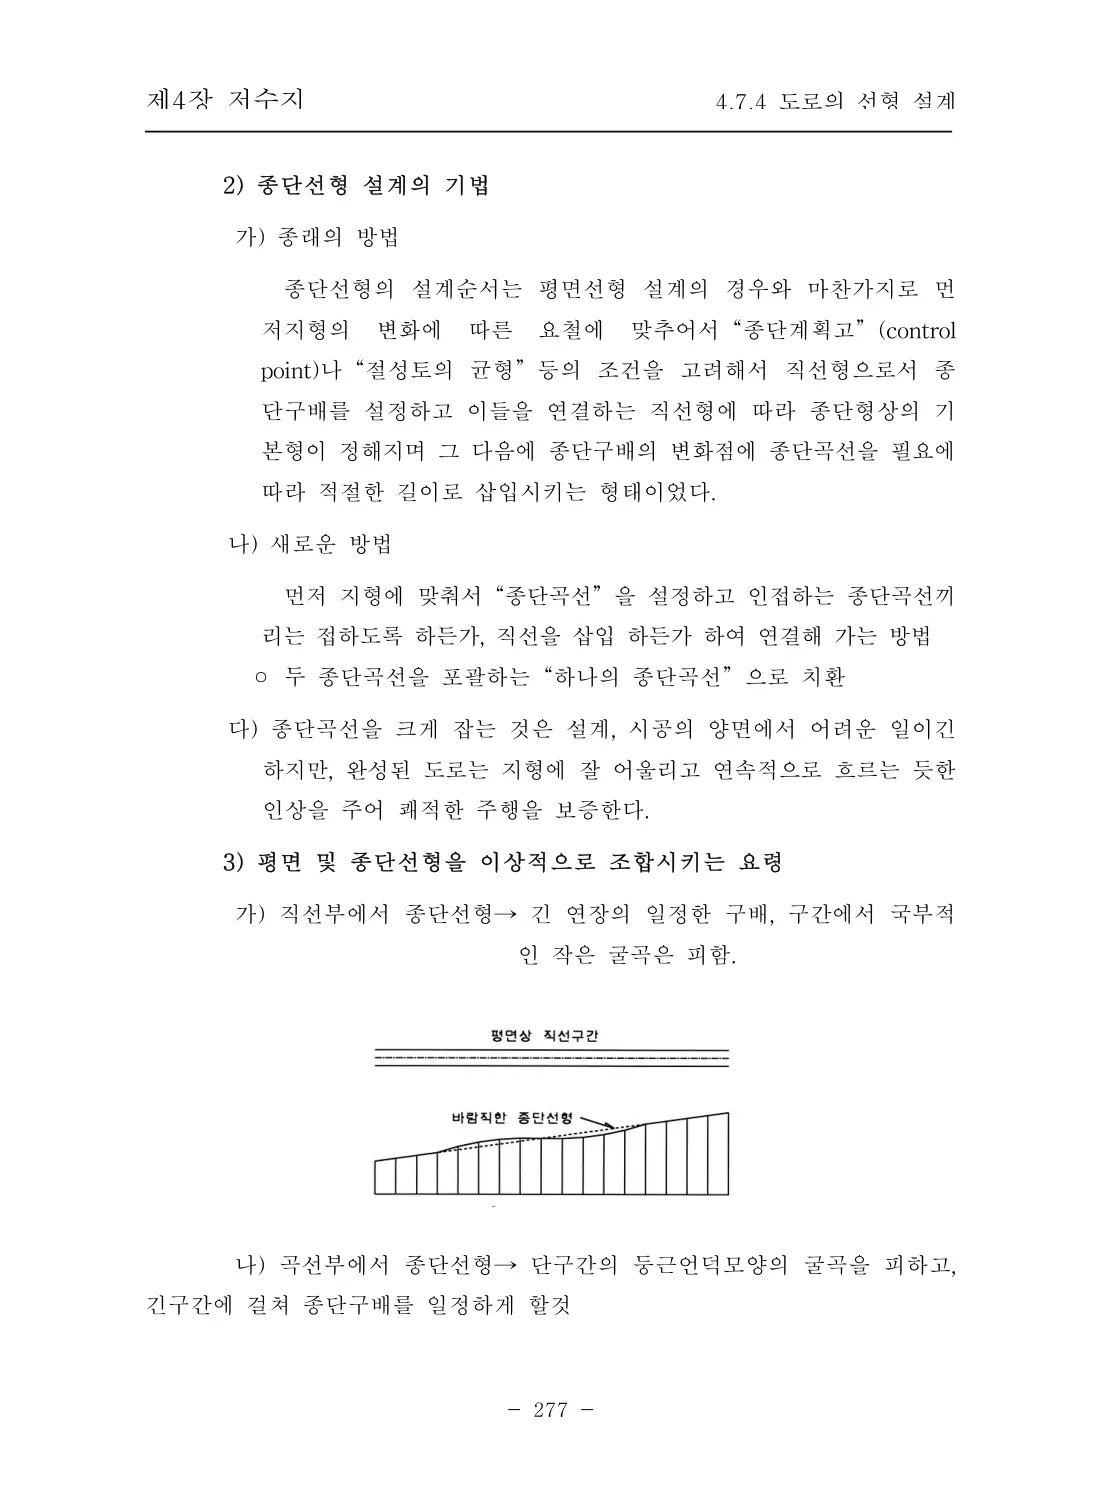 제4장 저수지
4.7.4 도로의 선형 설계
2) 종단선형 설계의 기법
가) 종래의 방법
종단선형의 설계순서는 평면선형 설계의 경우와 마찬가지로 먼
저지형의 변화에 따른 요철에 맞추어서 “종단계획고” (control
point)나 “절성토의 균형” 등의 조건을 고려해서 직선형으로서 종
단구배를 설정하고 이들을 연결하는 직선형에 따라 종단형상의 기
본형이 정해지며 그 다음에 종단구배의 변화점에 종단곡선을 필요에
따라 적절한 길이로 삽입시키는 형태이었다.
나) 새로운 방법
먼저 지형에 맞춰서 “종단곡선” 을 설정하고 인접하는 종단곡선끼
리는 접하도록 하든가, 직선을 삽입 하든가 하여 연결해 가는 방법
○ 두 종단곡선을 포괄하는 “하나의 종단곡선” 으로 치환
다) 종단곡선을 크게 잡는 것은 설계, 시공의 양면에서 어려운 일이긴
하지만, 완성된 도로는 지형에 잘 어울리고 연속적으로 흐르는 듯한
인상을 주어 쾌적한 주행을 보증한다.
3) 평면 및 종단선형을 이상적으로 조합시키는 요령
가) 직선부에서 종단선형→ 긴 연장의 일정한 구배, 구간에서 국부적
인 작은 굴곡은 피함.
평면상 직선구간
바람직한 종단선형
나) 곡선부에서 종단선형→ 단구간의 둥근언덕모양의 굴곡을 피하고,
긴구간에 걸쳐 종단구배를 일정하게 할것
- 277 -